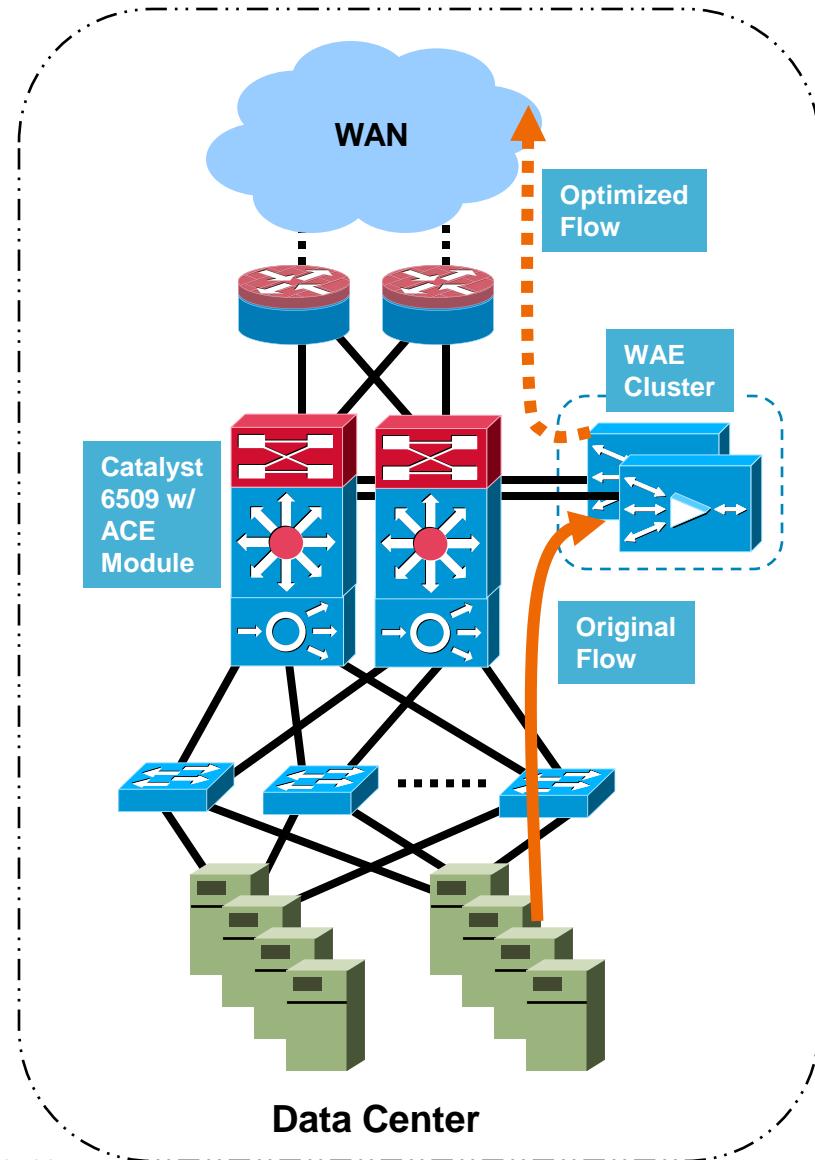 WAN
Optimized
Flow
WAE
Cluster
Catalyst
6509 w/
ACE
Module
Original
Flow
Data Center